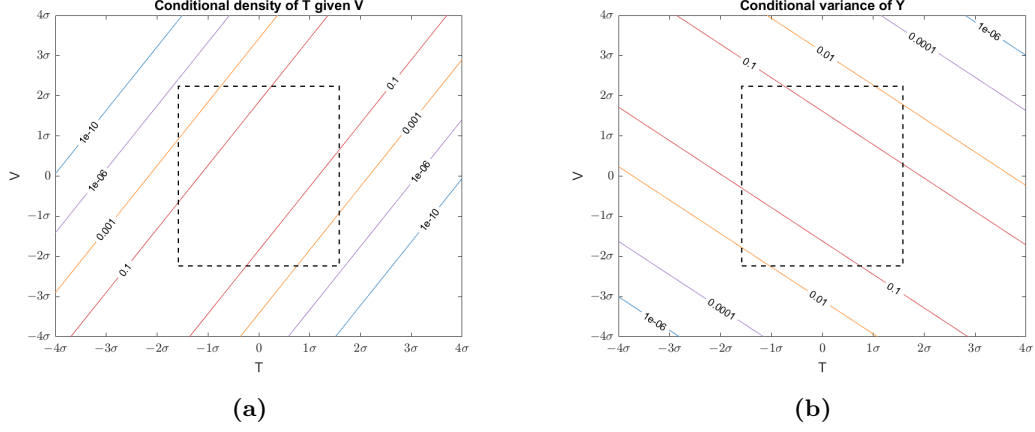 Conditional density of T given V
4σ
3σ
2σ
1σ
0
−1σ
−2σ
−3σ
−4σ
V
1e-10
1e-06
0.001
0.1
0.1
0.001
1e-06
1e-10
−4σ −3σ −2σ −1σ 0 1σ 2σ 3σ 4σ
T
(a)
Conditional variance of Y
4σ
3σ
2σ
1σ
0
−1σ
−2σ
−3σ
−4σ
V
1e-06
0.0001
0.01
0.1
0.1
0.01
0.0001
1e-06
−4σ −3σ −2σ −1σ 0 1σ 2σ 3σ 4σ
T
(b)